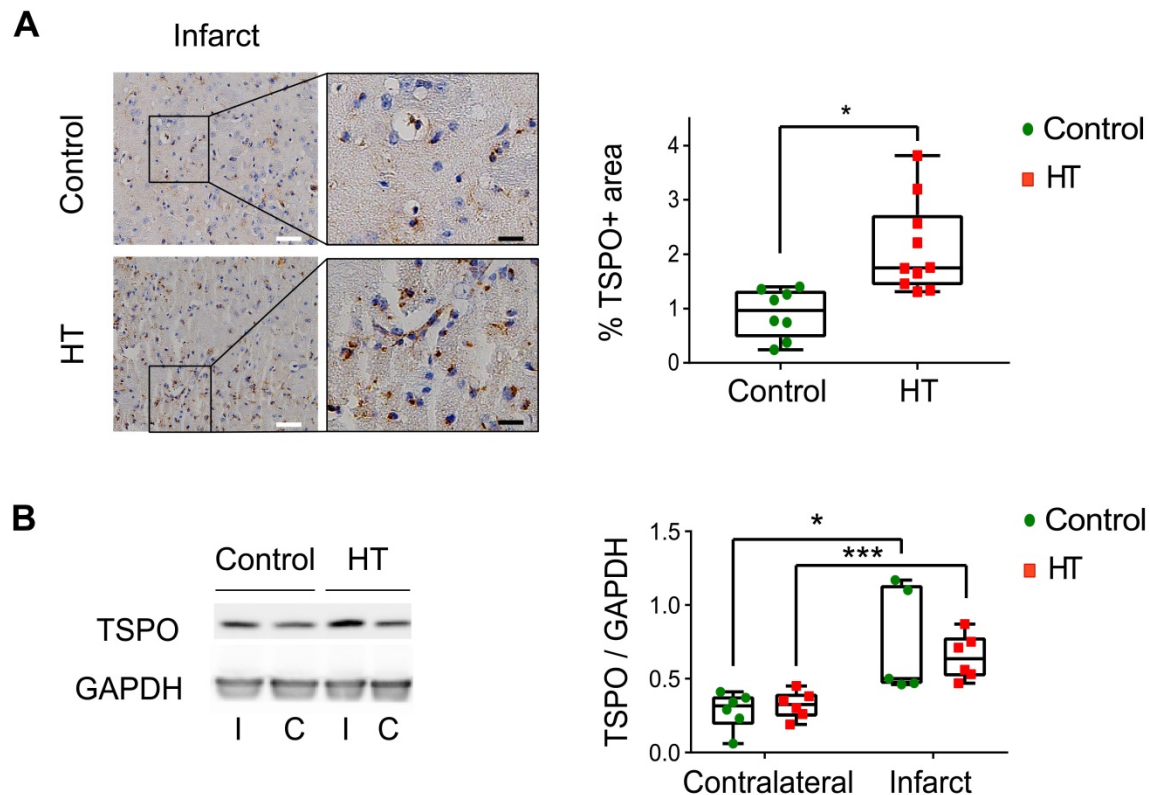 A
Infarct
Control
HT
% TSPO+ area
4
3
2
1
0
*
Control
HT
Control
HT
B
Control HT
TSPO
GAPDH
I C I C
TSPO / GAPDH
1.5
1.0
0.5
0.0
*
***
Contralateral Infarct
Control
HT